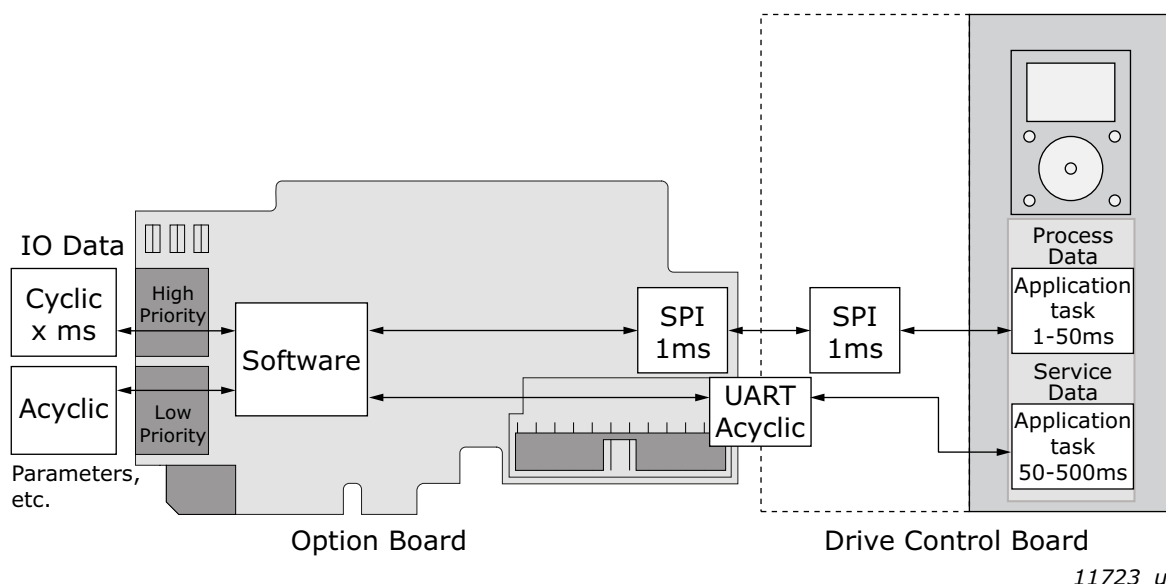 IO Data
Cyclic
x ms
High
Priority
Acyclic
Low
Priority
Parameters,
etc.
Software
SPI
1ms
UART
Acyclic
SPI
1ms
Process
Data
Application
task
1-50ms
Service
Data
Application
task
50-500ms
Option Board
Drive Control Board